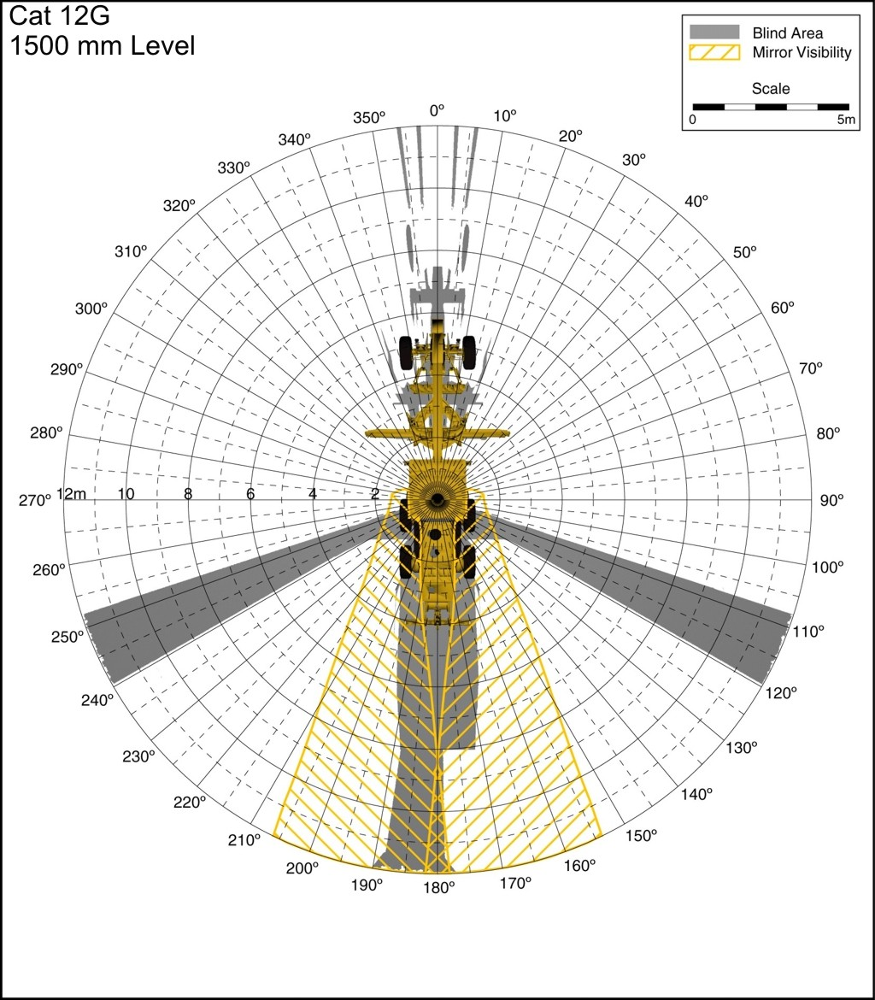 Cat 12G
1500 mm Level
Blind Area
Mirror Visibility
Scale
0 5m
0º
10º
20º
30º
40º
50º
60º
70º
80º
90º
100º
110º
120º
130º
140º
150º
160º
170º
180º
190º
200º
210º
220º
230º
240º
250º
260º
270º
280º
290º
300º
310º
320º
330º
340º
350º
12m 10 8 6 4 2